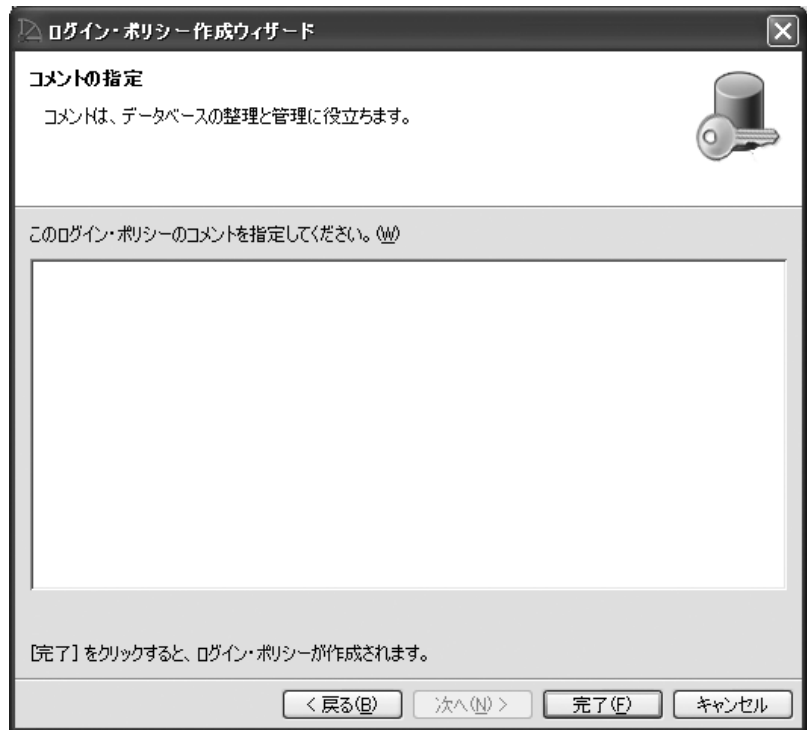 ログイン・ポリシー作成ウィザード
コメントの指定
コメントは、データベースの整理と管理に役立ちます。
このログイン・ポリシーのコメントを指定してください。(W)
[完了] をクリックすると、ログイン・ポリシーが作成されます。
< 戻る(B) 次へ(N) > 完了(F) キャンセル